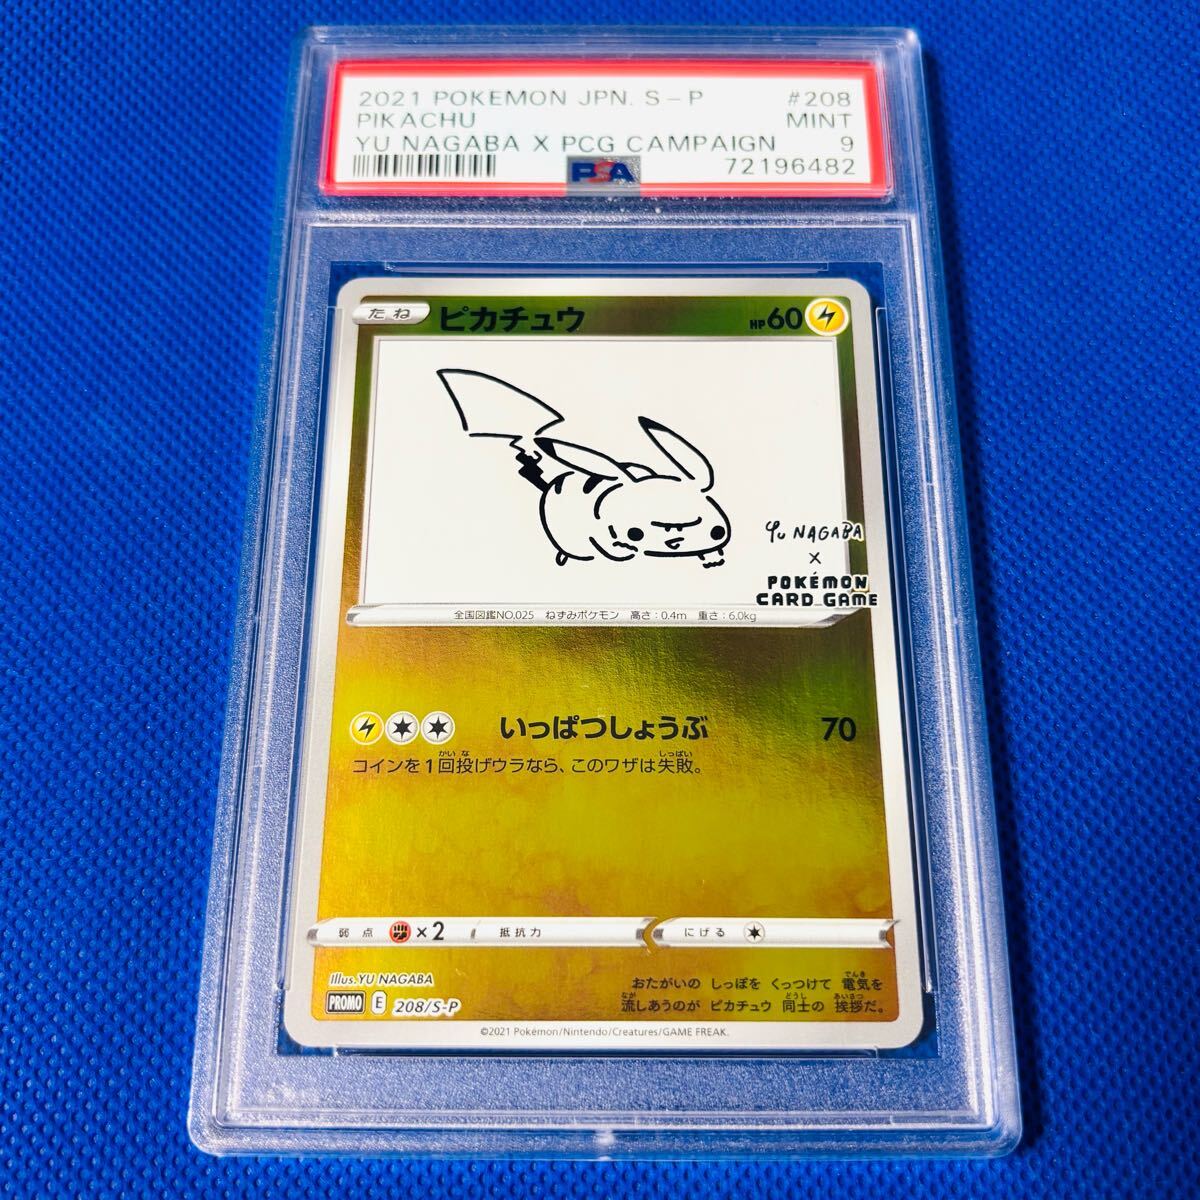 2021 POKEMON JPN. S-P #208
PIKACHU MINT
YU NAGABA X PCG CAMPAIGN 9
PSA 72196482
たね ピカチュウ HP60
Yu NAGABA
×
POKÉMON
CARD GAME
全国図鑑NO.025 ねずみポケモン 高さ:0.4m 重さ:6.0kg
いっぱつしょうぶ 70
コインを1回投げウラなら、このワザは失敗。
弱点 ×2 抵抗力 にげる
Illus. YU NAGABA
PROMO E 208/S-P
おたがいの しっぽを くっつけて 電気を
流しあうのが ピカチュウ 同士の 挨拶だ。
©2021 Pokémon/Nintendo/Creatures/GAME FREAK.